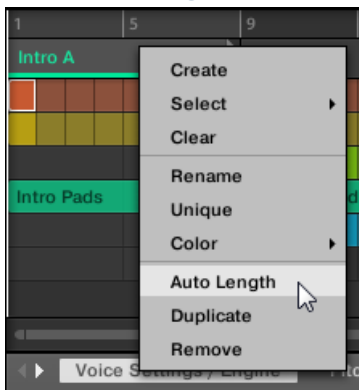 1 5 9
Intro A
Create
Select
Clear
Rename
Intro Pads
Unique
Color
Auto Length
Duplicate
Remove
Voice Settings / Engine